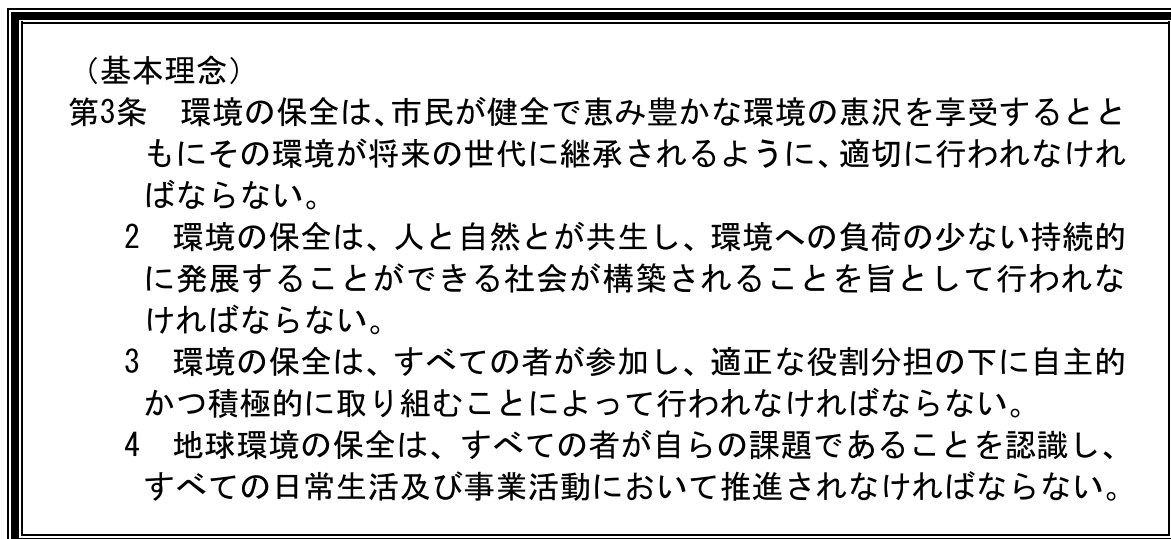 （基本理念）
第3条　環境の保全は、市民が健全で恵み豊かな環境の恵沢を享受するとと
もにその環境が将来の世代に継承されるように、適切に行われなけれ
ばならない。
2　環境の保全は、人と自然とが共生し、環境への負荷の少ない持続的
に発展することができる社会が構築されることを旨として行われな
ければならない。
3　環境の保全は、すべての者が参加し、適正な役割分担の下に自主的
かつ積極的に取り組むことによって行われなければならない。
4　地球環境の保全は、すべての者が自らの課題であることを認識し、
すべての日常生活及び事業活動において推進されなければならない。